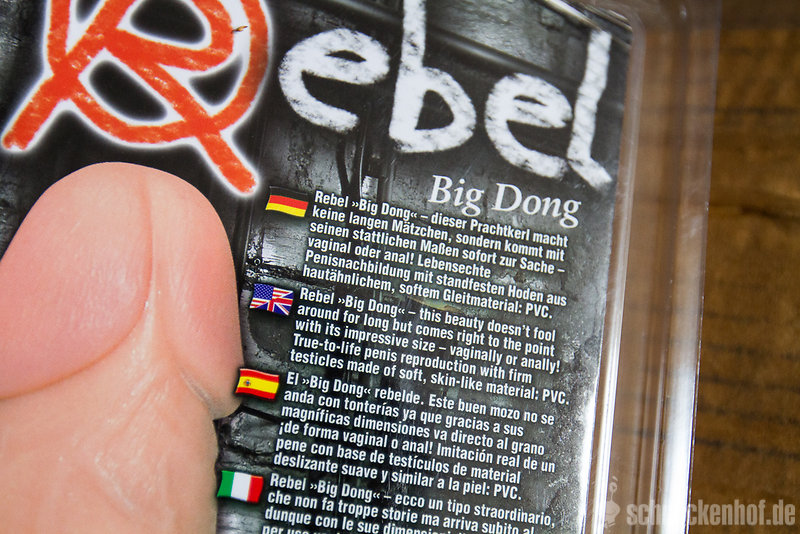 Rebel
Big Dong
Rebel »Big Dong« – dieser Prachtkerl macht
keine langen Mätzchen, sondern kommt mit
seinen stattlichen Maßen sofort zur Sache –
vaginal oder anal! Lebensechte
Penisnachbildung mit standfesten Hoden aus
hautähnlichem, softem Gleitmaterial: PVC.
Rebel »Big Dong« – this beauty doesn't fool
around for long but comes right to the point
with its impressive size – vaginally or anally!
True-to-life penis reproduction with firm
testicles made of soft, skin-like material: PVC.
El »Big Dong« rebelde. Este buen mozo no se
anda con tonterías ya que gracias a sus
magníficas dimensiones va directo al grano
¡de forma vaginal o anal! Imitación real de un
pene con base de testículos de material
deslizante suave y similar a la piel: PVC.
Rebel »Big Dong« – ecco un tipo straordinario,
che non fa troppe storie ma arriva subito al
dunque con le sue dimensioni